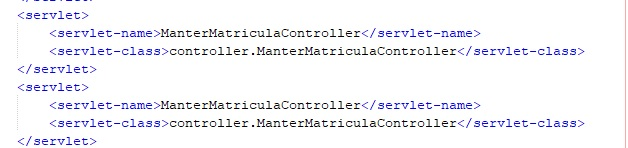 <servlet>
<servlet-name>ManterMatriculaController</servlet-name>
<servlet-class>controller.ManterMatriculaController</servlet-class>
</servlet>
<servlet>
<servlet-name>ManterMatriculaController</servlet-name>
<servlet-class>controller.ManterMatriculaController</servlet-class>
</servlet>